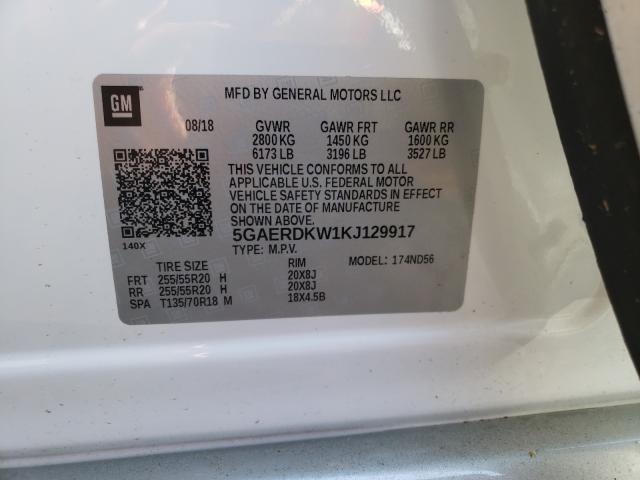 GM
MFD BY GENERAL MOTORS LLC
08/18 GVWR GAWR FRT GAWR RR
2800 KG 1450 KG 1600 KG
6173 LB 3196 LB 3527 LB
THIS VEHICLE CONFORMS TO ALL
APPLICABLE U.S. FEDERAL MOTOR
VEHICLE SAFETY STANDARDS IN EFFECT
ON THE DATE OF MANUFACTURE
SHOWN ABOVE.
5GAERDKW1KJ129917
140X
TYPE: M.P.V. MODEL: 174ND56
TIRE SIZE RIM
FRT 255/55R20 H 20X8J
RR 255/55R20 H 20X8J
SPA T135/70R18 M 18X4.5B